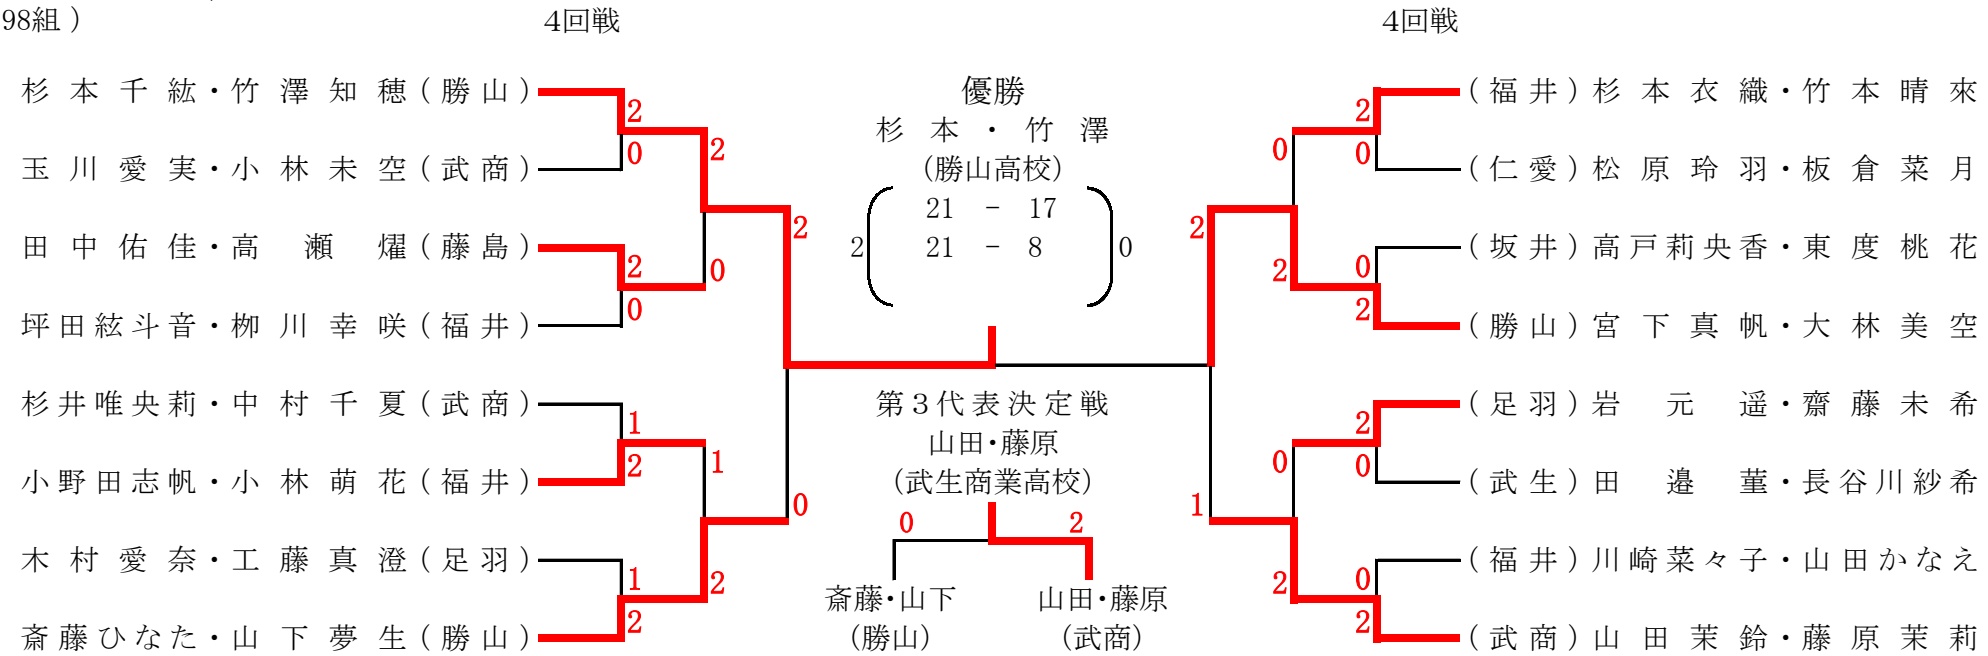 98組）
4回戦
4回戦
杉本千紘・竹澤知穂(勝山)
2
0
玉川愛実・小林未空(武商)
2
田中佑佳・高瀬燿(藤島)
2
0
坪田絃斗音・栁川幸咲(福井)
0
2
杉井唯央莉・中村千夏(武商)
1
2
小野田志帆・小林萌花(福井)
1
木村愛奈・工藤真澄(足羽)
1
2
斎藤ひなた・山下夢生(勝山)
2
0
優勝
杉本・竹澤
(勝山高校)
21 － 17
2 21 － 8 0
第3代表決定戦
山田・藤原
(武生商業高校)
0 2
斎藤・山下 山田・藤原
(勝山) (武商)
(福井)杉本衣織・竹本晴來
2
0
(仁愛)松原玲羽・板倉菜月
0
(坂井)高戸莉央香・東度桃花
0
2
(勝山)宮下真帆・大林美空
2
2
(足羽)岩元遥・齋藤未希
2
0
(武生)田邉菫・長谷川紗希
0
(福井)川崎菜々子・山田かなえ
0
2
(武商)山田茉鈴・藤原茉莉
2
1